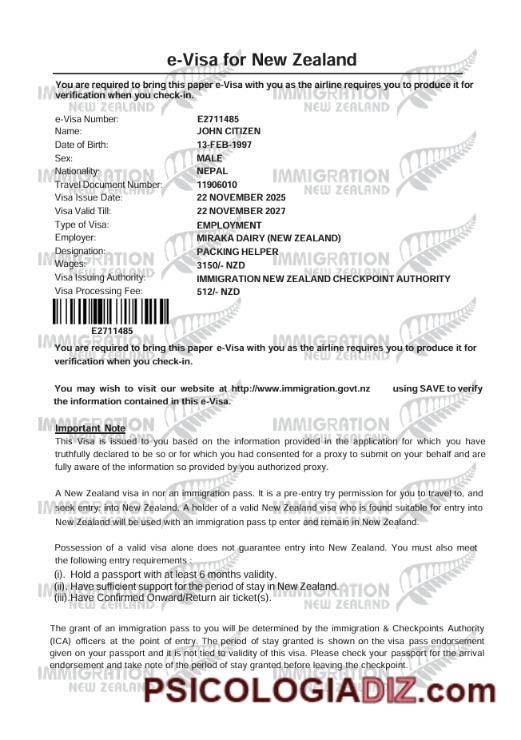 e-Visa for New Zealand
You are required to bring this paper e-Visa with you as the airline requires you to produce it for
verification when you check-in.
e-Visa Number: E2711485
Name: JOHN CITIZEN
Date of Birth: 13-FEB-1997
Sex: MALE
Nationality: NEPAL
Travel Document Number: 11906010
Visa Issue Date: 22 NOVEMBER 2025
Visa Valid Till: 22 NOVEMBER 2027
Type of Visa: EMPLOYMENT
Employer: MIRAKA DAIRY (NEW ZEALAND)
Designation: PACKING HELPER
Wages: 3150/- NZD
Visa Issuing Authority: IMMIGRATION NEW ZEALAND CHECKPOINT AUTHORITY
Visa Processing Fee: 512/- NZD
E2711485
You are required to bring this paper e-Visa with you as the airline requires you to produce it for
verification when you check-in.
You may wish to visit our website at http://www.immigration.govt.nz using SAVE to verify
the information contained in this e-Visa.
Important Note
This Visa is issued to you based on the information provided in the application for which you have
truthfully declared to be so or for which you had consented for a proxy to submit on your behalf and are
fully aware of the information so provided by you authorized proxy.
A New Zealand visa in nor an immigration pass. It is a pre-entry try permission for you to travel to, and
seek entry; into New Zealand. A holder of a valid New Zealand visa who is found suitable for entry into
New Zealand will be used with an immigration pass tp enter and remain in New Zealand.
Possession of a valid visa alone does not guarantee entry into New Zealand. You must also meet
the following entry requirements :
(i). Hold a passport with at least 6 months validity.
(ii). Have sufficient support for the period of stay in New Zealand.
(iii).Have Confirmed Onward/Return air ticket(s).
The grant of an immigration pass to you will be determined by the immigration & Checkpoints Authority
(ICA) officers at the point of entry. The period of stay granted is shown on the visa pass endorsement
given on your passport and it is not tied to validity of this visa. Please check your passport for the arrival
endorsement and take note of the period of stay granted before leaving the checkpoint.
IMMIGRATION
NEW ZEALAND
PSICOLOGIADIZ.com